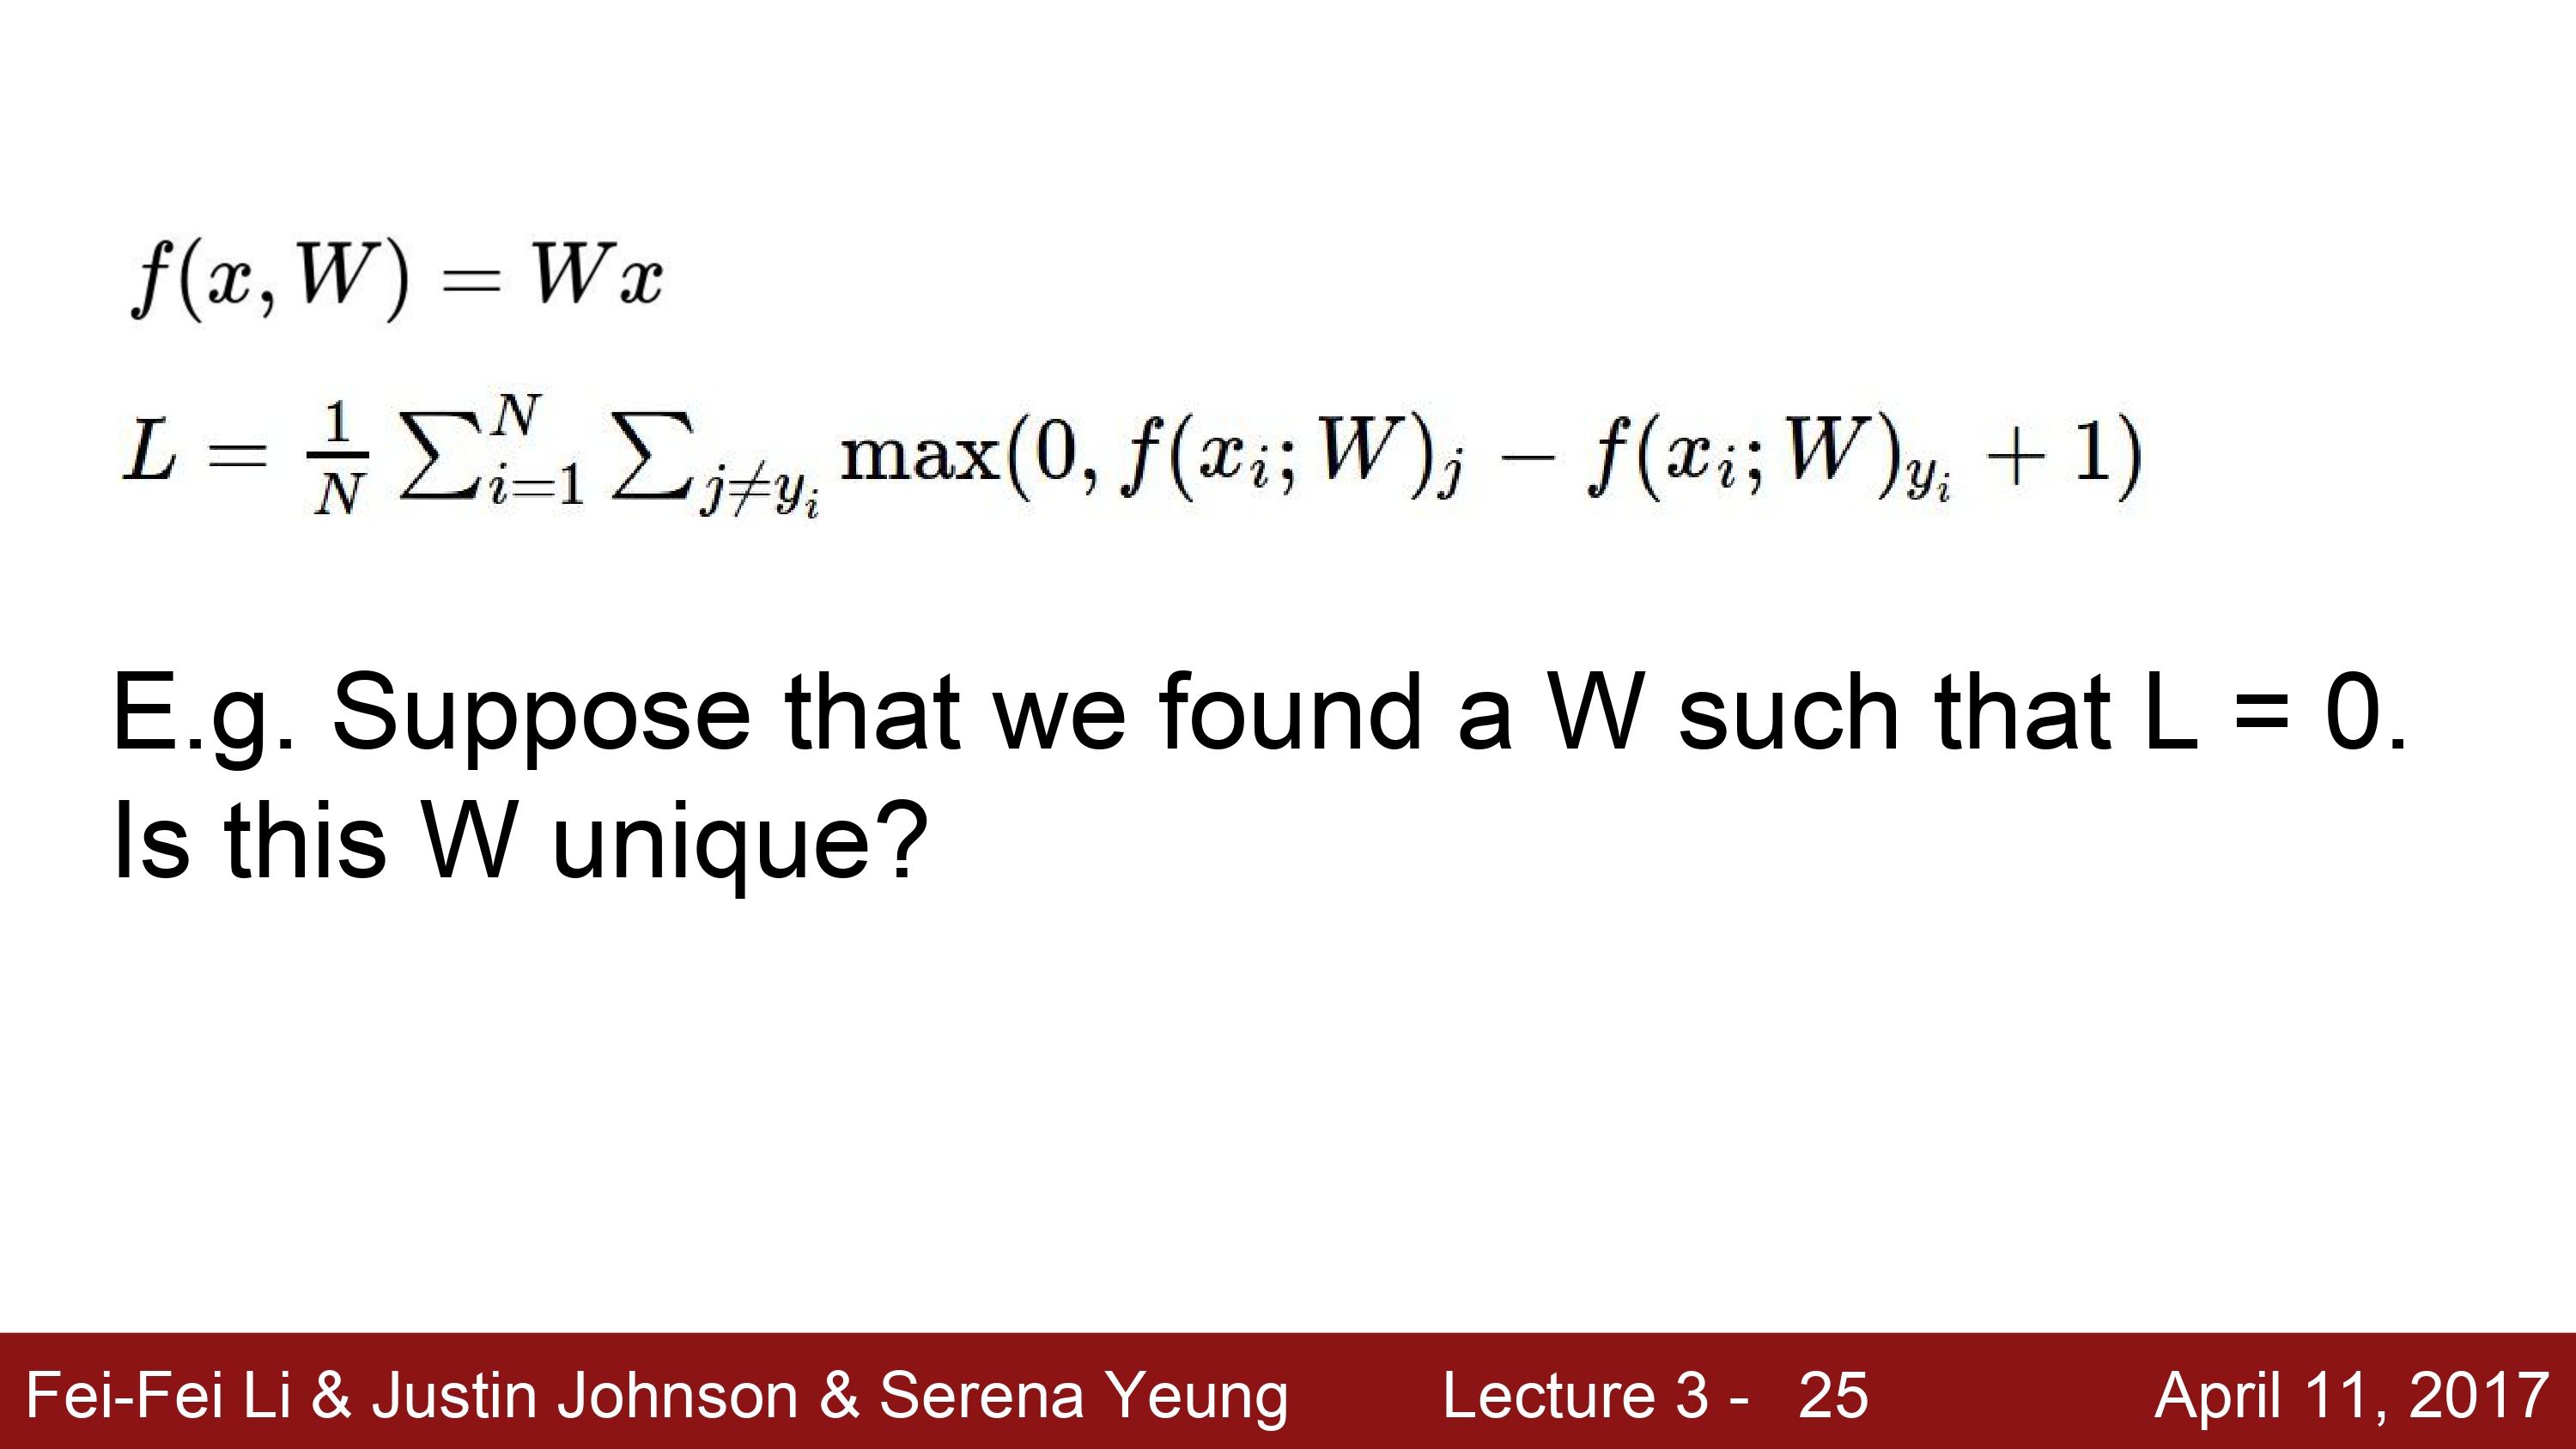 f(x, W) = Wx
L = \frac{1}{N} \sum_{i=1}^{N} \sum_{j \neq y_i} \max(0, f(x_i; W)_j - f(x_i; W)_{y_i} + 1)
E.g. Suppose that we found a W such that L = 0.
Is this W unique?
Fei-Fei Li & Justin Johnson & Serena Yeung Lecture 3 - 25 April 11, 2017